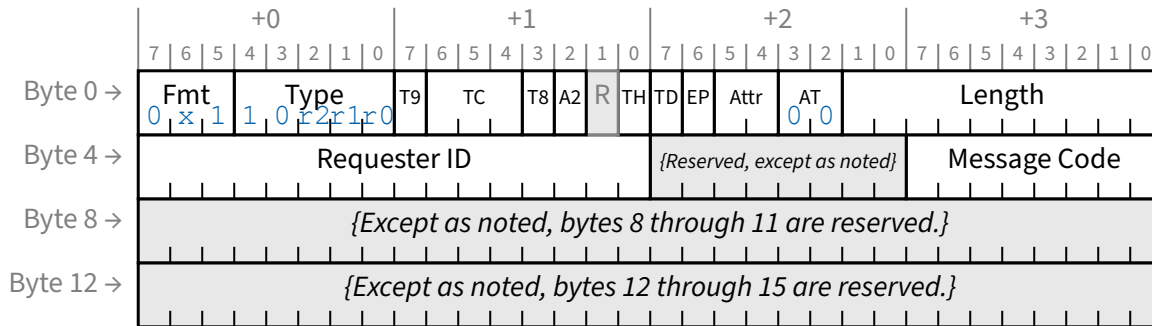 +0 +1 +2 +3
7 6 5 4 3 2 1 0 7 6 5 4 3 2 1 0 7 6 5 4 3 2 1 0 7 6 5 4 3 2 1 0
Byte 0 → Fmt Type T9 TC T8 A2 R TH TD EP Attr AT Length
0 x 1 1 0 r2 r1 r0 0 0
Byte 4 → Requester ID {Reserved, except as noted} Message Code
Byte 8 → {Except as noted, bytes 8 through 11 are reserved.}
Byte 12 → {Except as noted, bytes 12 through 15 are reserved.}